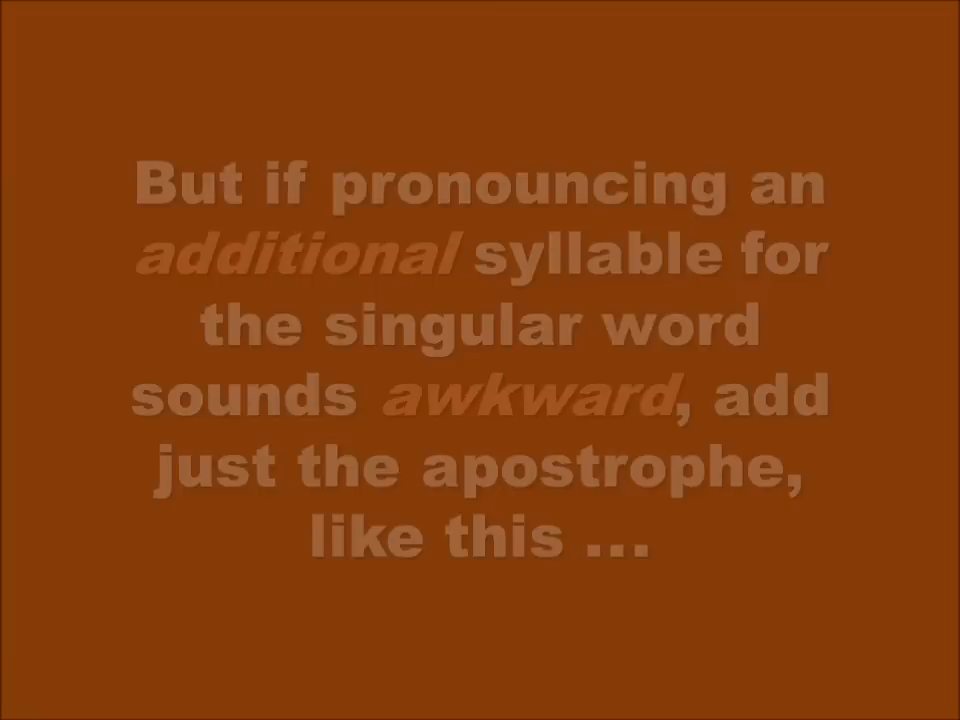 But if pronouncing an
additional syllable for
the singular word
sounds awkward, add
just the apostrophe,
like this ...